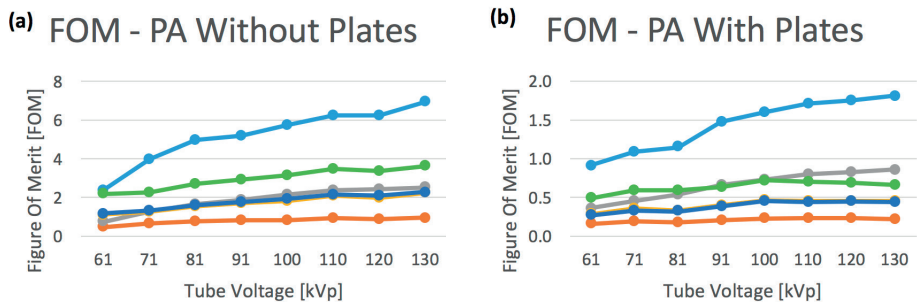 (a) FOM - PA Without Plates
Figure Of Merit [FOM]
8
6
4
2
0
61 71 81 91 100 110 120 130
Tube Voltage [kVp]
(b) FOM - PA With Plates
Figure Of Merit [FOM]
2.0
1.5
1.0
0.5
0.0
61 71 81 91 100 110 120 130
Tube Voltage [kVp]